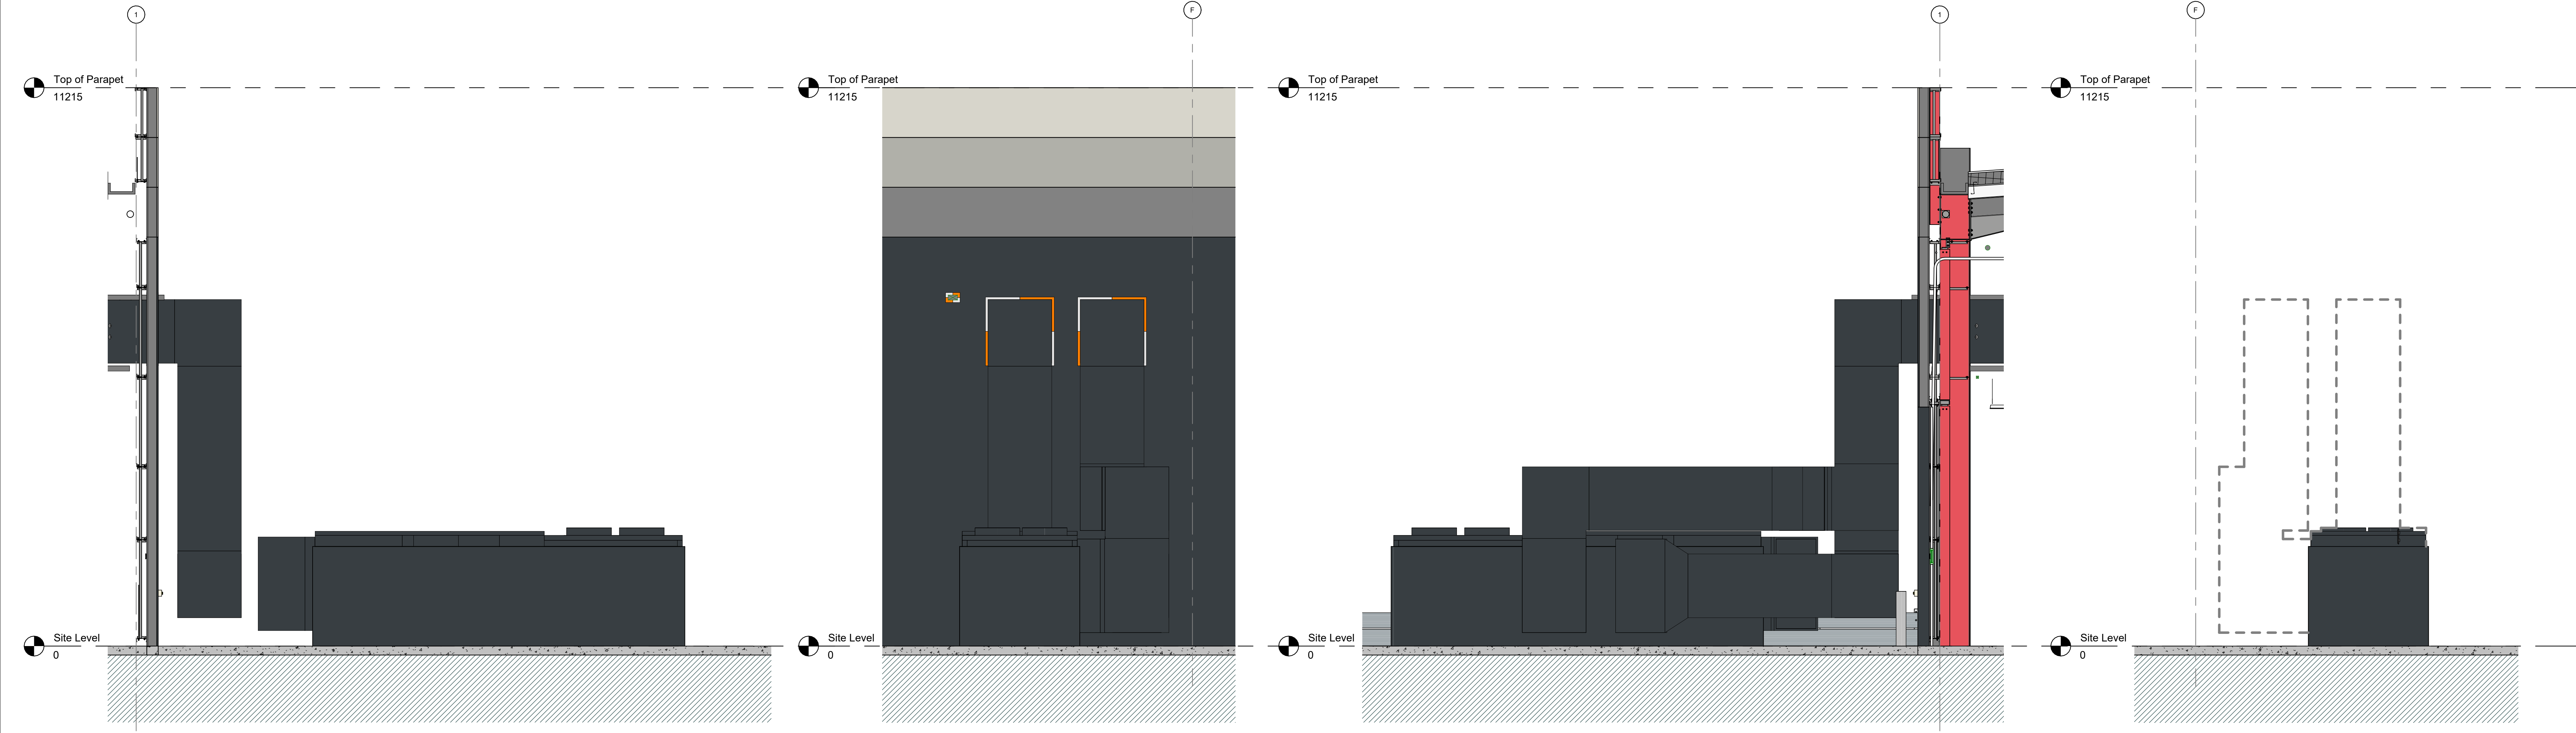 1
F
1
F
Top of Parapet
11215
Top of Parapet
11215
Top of Parapet
11215
Top of Parapet
11215
Site Level
0
Site Level
0
Site Level
0
Site Level
0